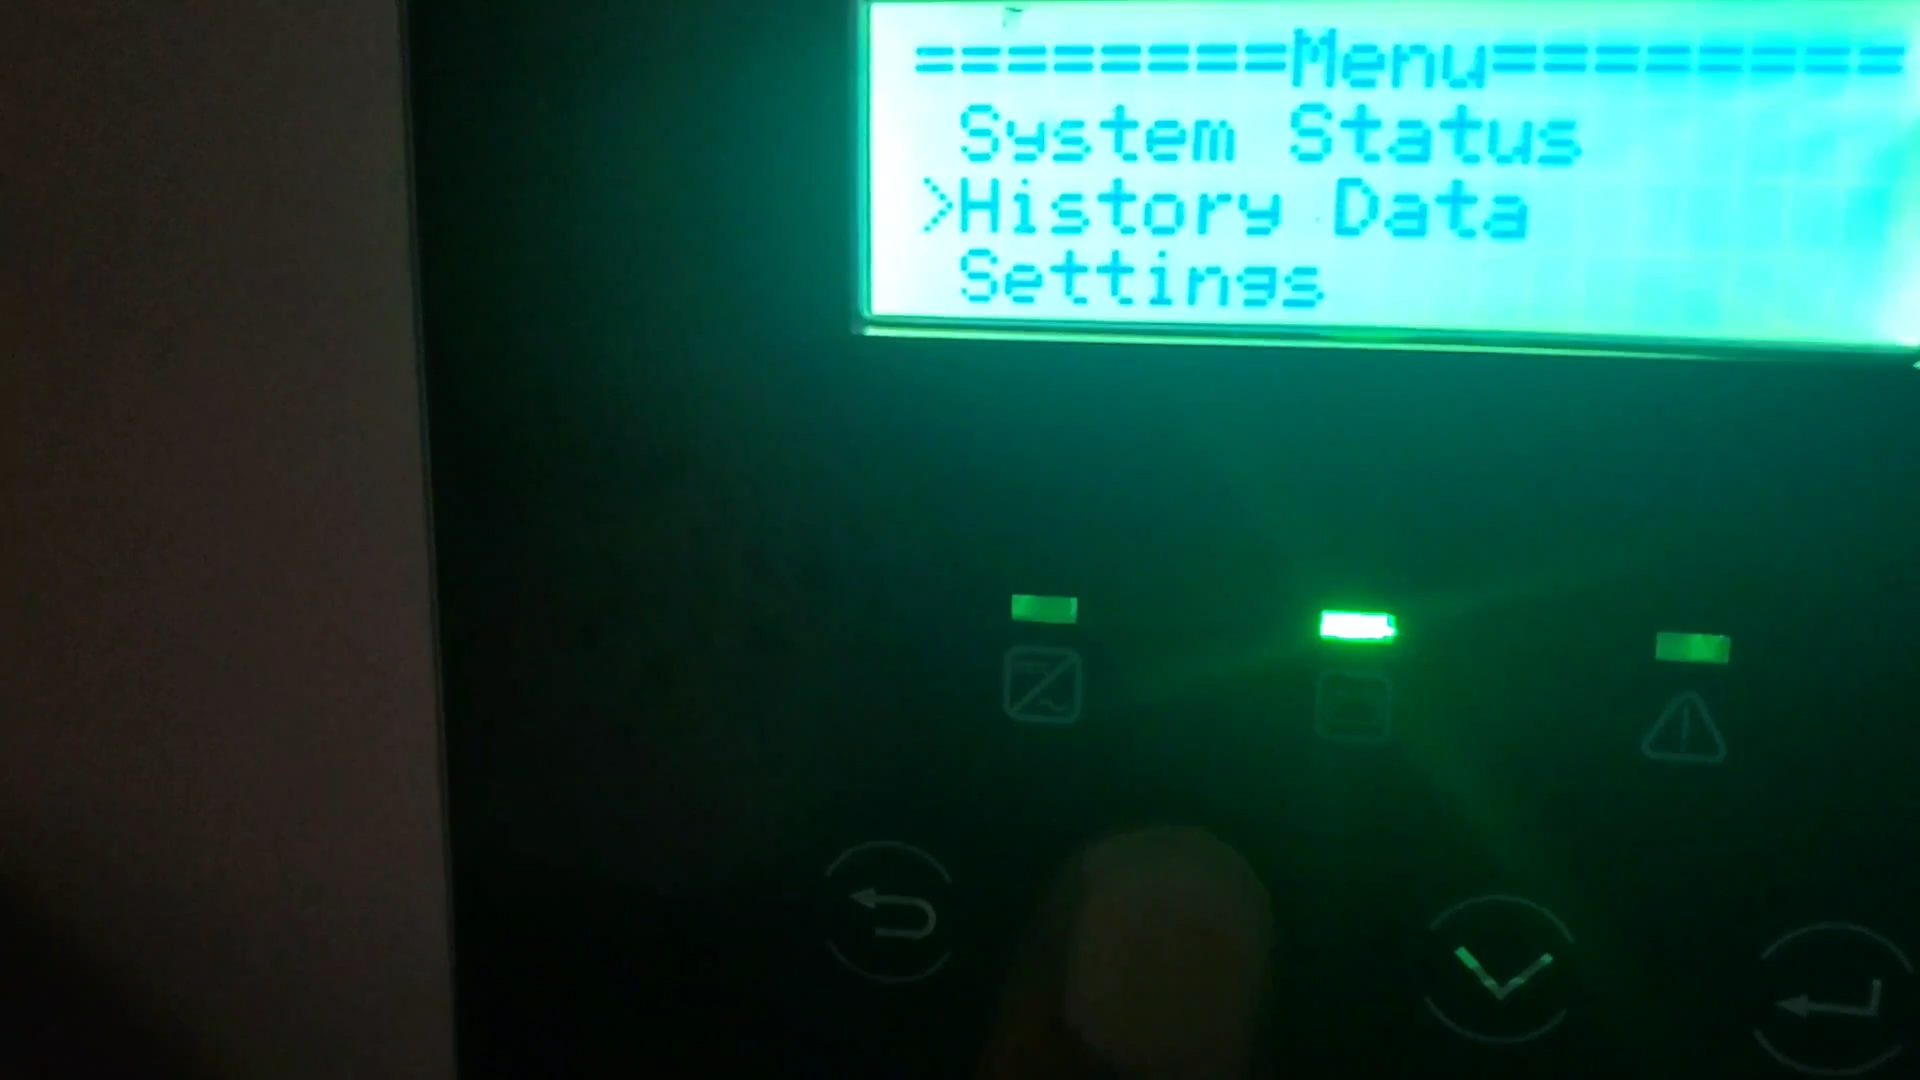 ========Menu========
System Status
>History Data
Settings